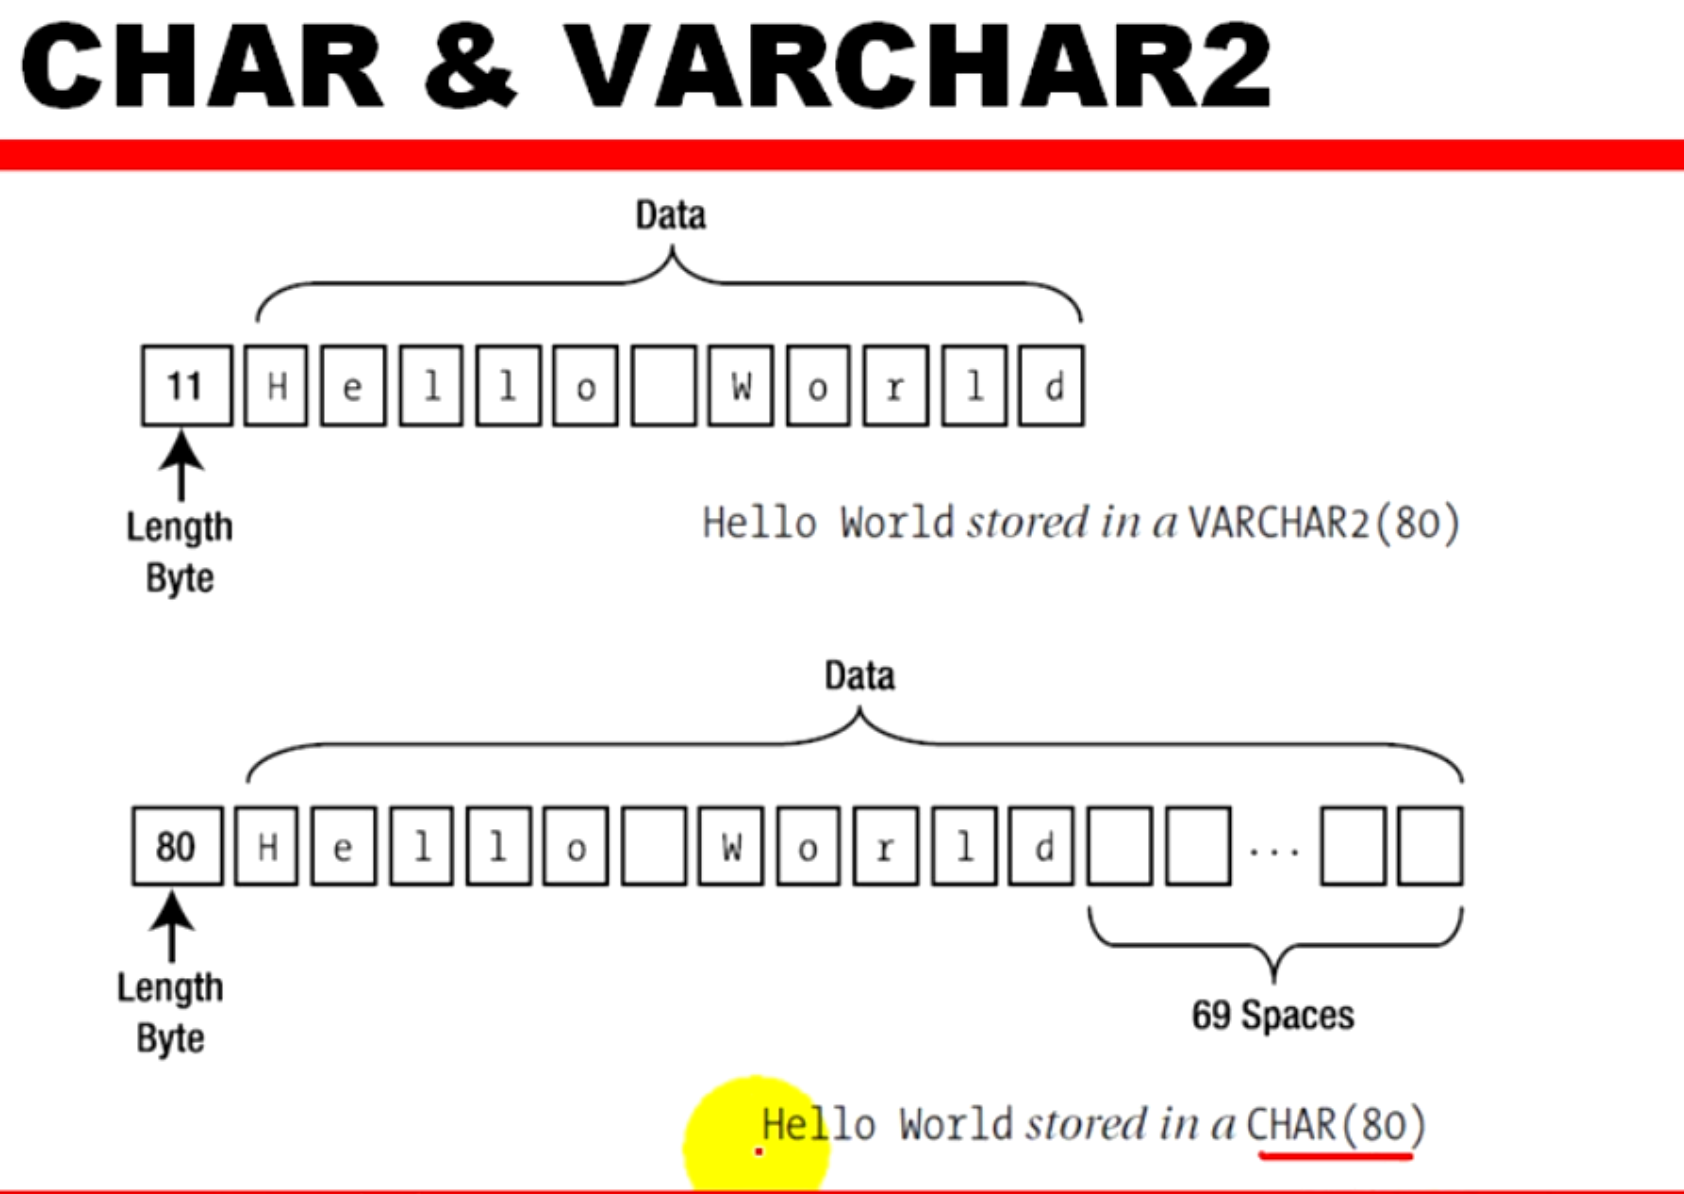 CHAR & VARCHAR2
Data
11 H e l l o W o r l d
Length
Byte
Hello World stored in a VARCHAR2(80)
Data
80 H e l l o W o r l d ...
Length
Byte
69 Spaces
Hello World stored in a CHAR(80)